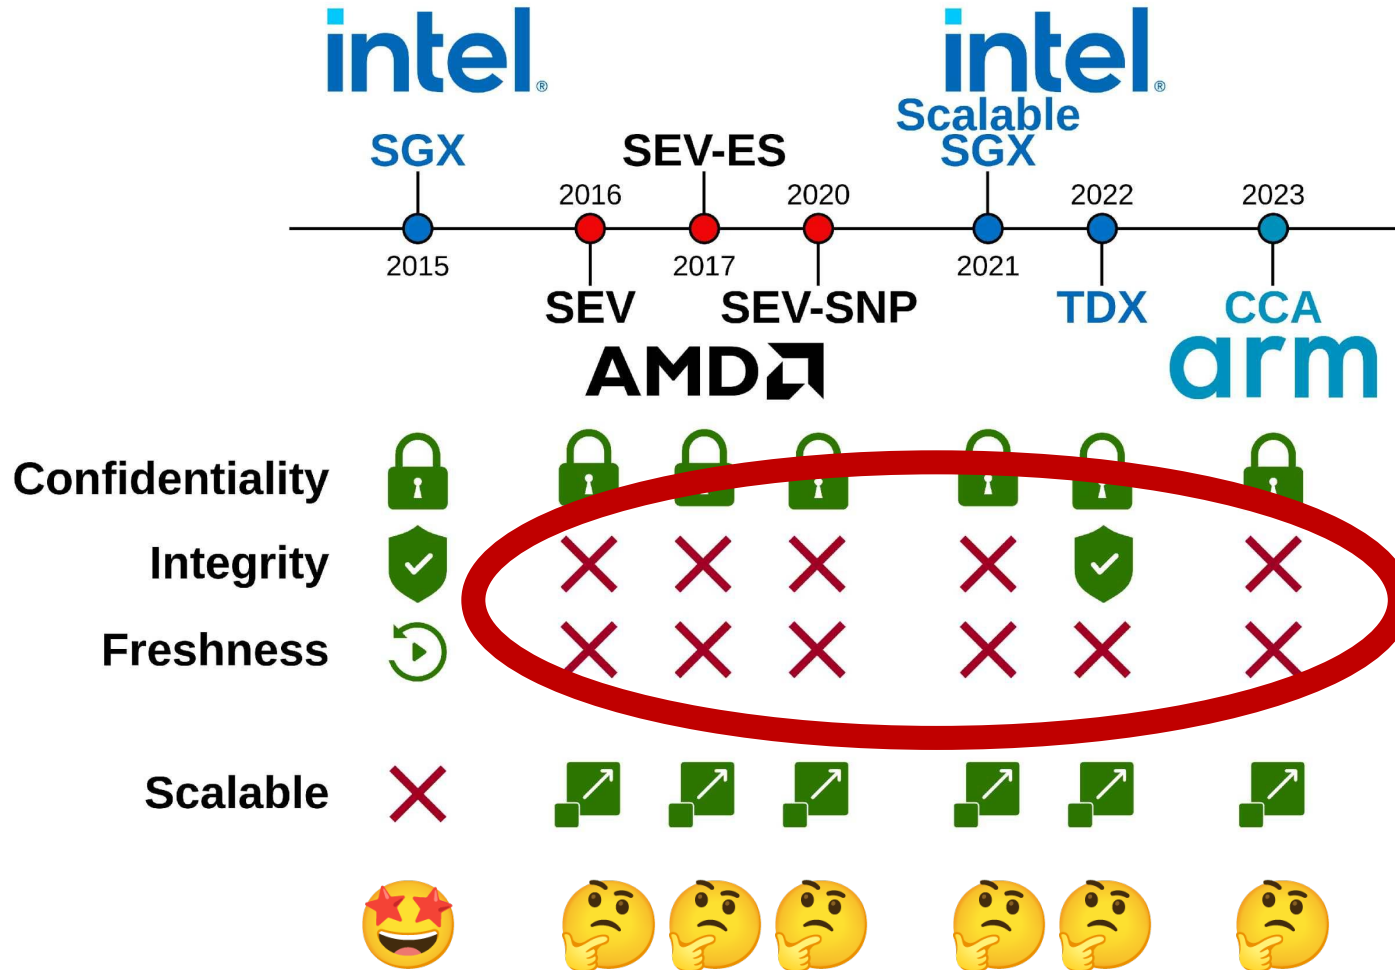 intel®
intel®
Scalable
SGX
SEV-ES
SGX
2016
2020
2022
2023
2015
2017
2021
SEV
SEV-SNP
TDX
CCA
AMD
arm
Confidentiality
Integrity
Freshness
Scalable